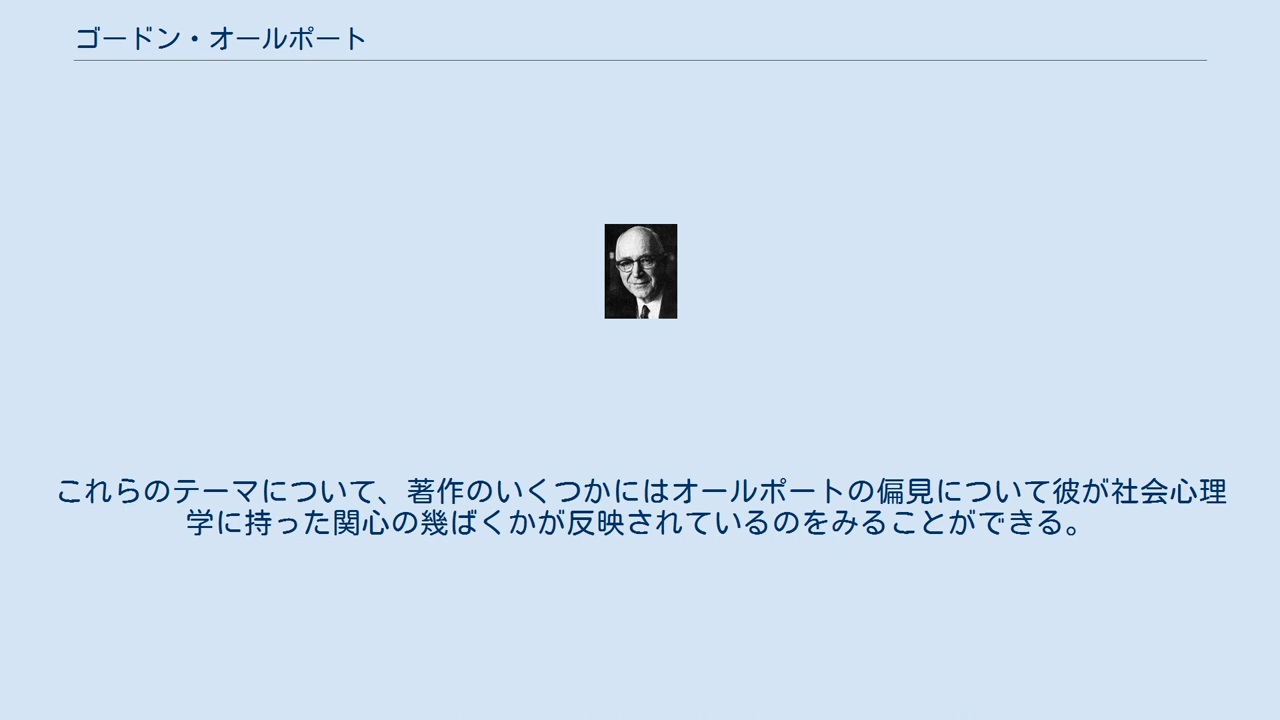 ゴードン・オールポート
これらのテーマについて、著作のいくつかにはオールポートの偏見について彼が社会心理
学に持った関心の幾ばくかが反映されているのをみることができる。